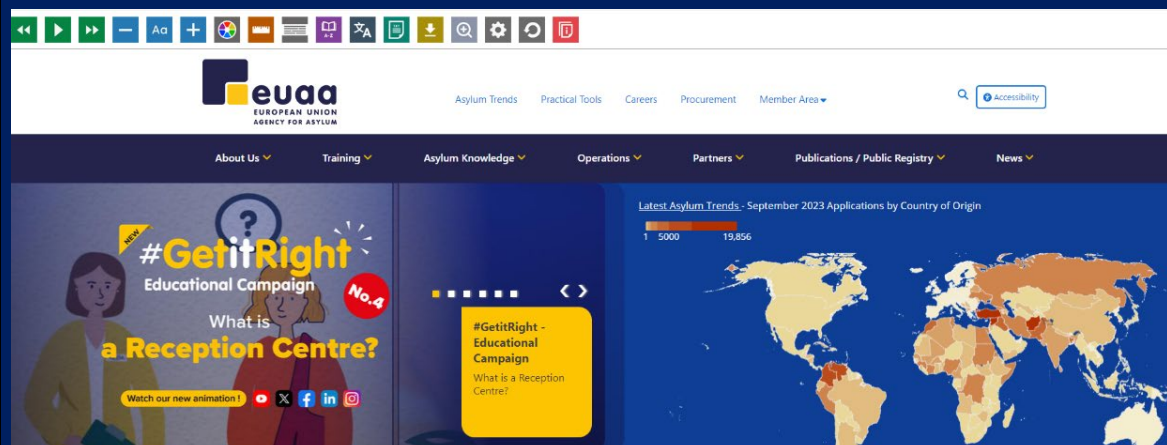 Aa
A-Z
euaa
EUROPEAN UNION
AGENCY FOR ASYLUM
Asylum Trends Practical Tools Careers Procurement Member Area
Accessibility
About Us Training Asylum Knowledge Operations Partners Publications / Public Registry News
NEW
#GetitRight
Educational Campaign
No.4
What is
a Reception Centre?
Watch our new animation !
#GetitRight -
Educational
Campaign
What is a Reception
Centre?
Latest Asylum Trends - September 2023 Applications by Country of Origin
1 5000 19,856